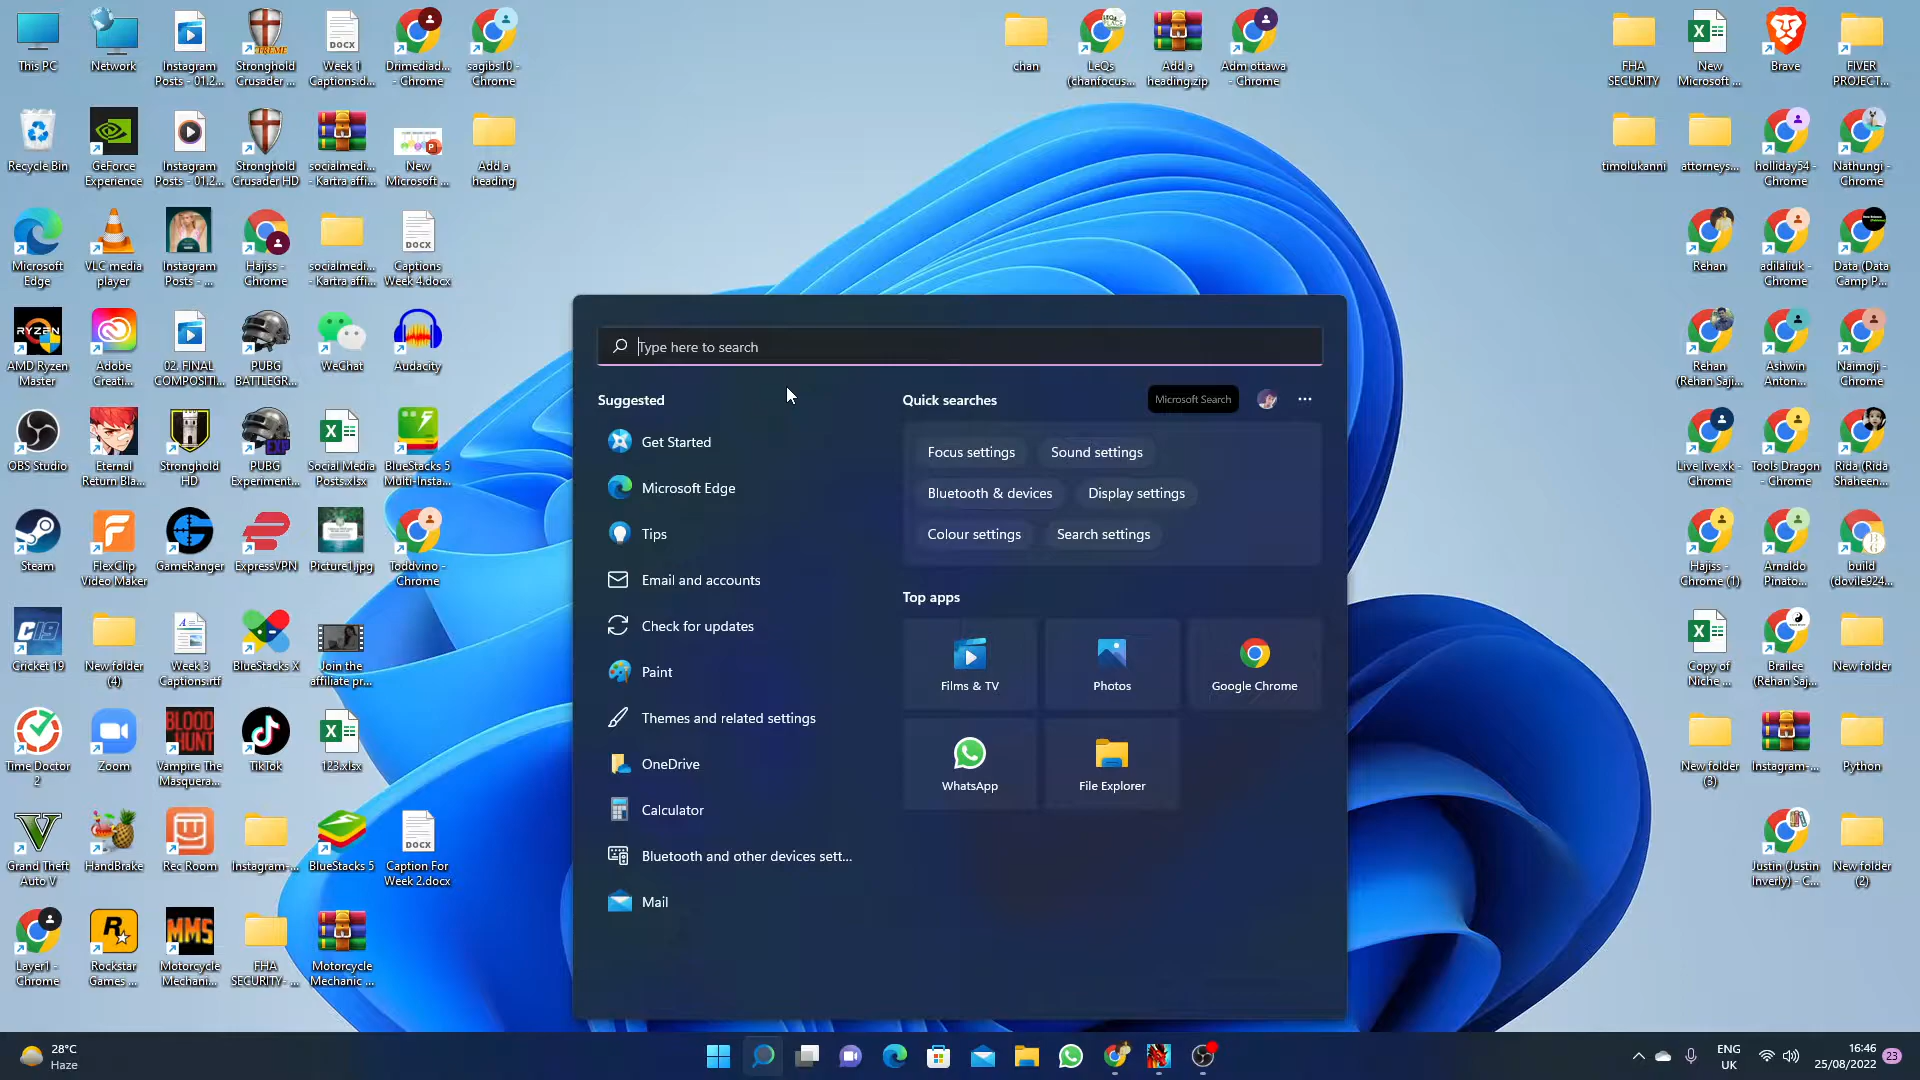 This PC
Network
Instagram
Posts - 01.2...
Stronghold
Crusader ...
Week 1
Captions.d...
Drimediad...
- Chrome
sagibs10 -
Chrome
chan
LeQs
(chanfocus...
Add a
heading.zip
Adm ottawa
- Chrome
FHA
SECURITY
New
Microsoft ...
Brave
FIVER
PROJECT...
Recycle Bin
GeForce
Experience
Instagram
Posts - 01.2...
Stronghold
Crusader HD
socialmedi...
- Kartra affi...
New
Microsoft ...
Add a
heading
timolukanni
attorneys...
holliday54 -
Chrome
Nathungi -
Chrome
Microsoft
Edge
VLC media
player
Instagram
Posts - ...
Hajiss -
Chrome
socialmedi...
- Kartra affi...
Captions
Week 4.docx
Rehan
adilaliuk -
Chrome
Data (Data
Camp P...
AMD Ryzen
Master
Adobe
Creati...
02. FINAL
COMPOSITI...
PUBG
BATTLEGR...
WeChat
Audacity
Rehan
(Rehan Saji...
Ashwin
Anton...
Naimoji -
Chrome
OBS Studio
Eternal
Return Bla...
Stronghold
HD
PUBG
Experiment...
Social Media
Posts.xlsx
BlueStacks 5
Multi-Insta...
Live live xk -
Chrome
Tools Dragon
- Chrome
Rida (Rida
Shaheen...
Steam
FlexClip
Video Maker
GameRanger
ExpressVPN
Picture1.jpg
Toddvino -
Chrome
Hajiss -
Chrome (1)
Arnaldo
Pinato...
build
(dovile924...
Cricket 19
New folder
(4)
Week 3
Captions.rtf
BlueStacks X
Join the
affiliate pr...
Copy of
Niche ...
Brailee
(Rehan Saj...
New folder
Time Doctor
2
Zoom
Vampire The
Masquera...
TikTok
123.xlsx
New folder
(3)
Instagram-...
Python
Grand Theft
Auto V
HandBrake
Rec Room
Instagram-...
BlueStacks 5
Caption For
Week 2.docx
Justin (Justin
Inverly) - C...
New folder
(2)
Layer1 -
Chrome
Rockstar
Games ...
Motorcycle
Mechani...
FHA
SECURITY- ...
Motorcycle
Mechanic ...
Type here to search
Suggested
Get Started
Microsoft Edge
Tips
Email and accounts
Check for updates
Paint
Themes and related settings
OneDrive
Calculator
Bluetooth and other devices sett...
Mail
Quick searches
Microsoft Search
Focus settings
Sound settings
Bluetooth & devices
Display settings
Colour settings
Search settings
Top apps
Films & TV
Photos
Google Chrome
WhatsApp
File Explorer
28°C
Haze
ENG
UK
16:46
25/08/2022
23